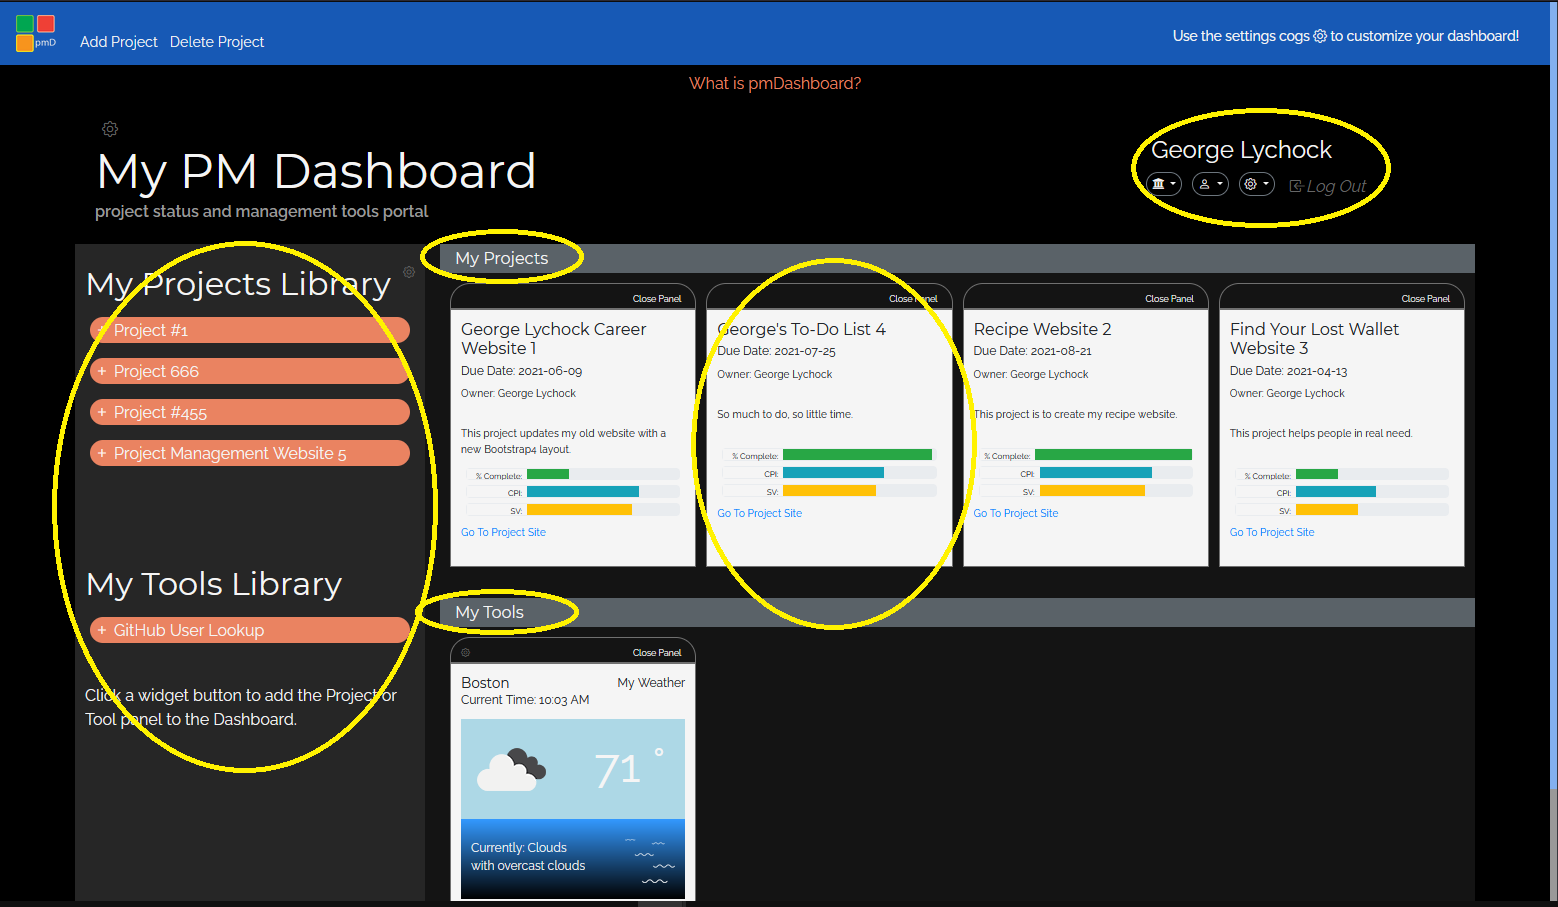 pmD
Add Project Delete Project
Use the settings cogs to customize your dashboard!
What is pmDashboard?
My PM Dashboard
project status and management tools portal
George Lychock
Log Out
My Projects Library
+ Project #1
+ Project 666
+ Project #455
+ Project Management Website 5
My Tools Library
+ GitHub User Lookup
Click a widget button to add the Project or
Tool panel to the Dashboard.
My Projects
Close Panel
George Lychock Career
Website 1
Due Date: 2021-06-09
Owner: George Lychock
This project updates my old website with a
new Bootstrap4 layout.
% Complete:
CPI:
SV:
Go To Project Site
Close Panel
George's To-Do List 4
Due Date: 2021-07-25
Owner: George Lychock
So much to do, so little time.
% Complete:
CPI:
SV:
Go To Project Site
Close Panel
Recipe Website 2
Due Date: 2021-08-21
Owner: George Lychock
This project is to create my recipe website.
% Complete:
CPI:
SV:
Go To Project Site
Close Panel
Find Your Lost Wallet
Website 3
Due Date: 2021-04-13
Owner: George Lychock
This project helps people in real need.
% Complete:
CPI:
SV:
Go To Project Site
My Tools
Close Panel
Boston My Weather
Current Time: 10:03 AM
71 °
Currently: Clouds
with overcast clouds